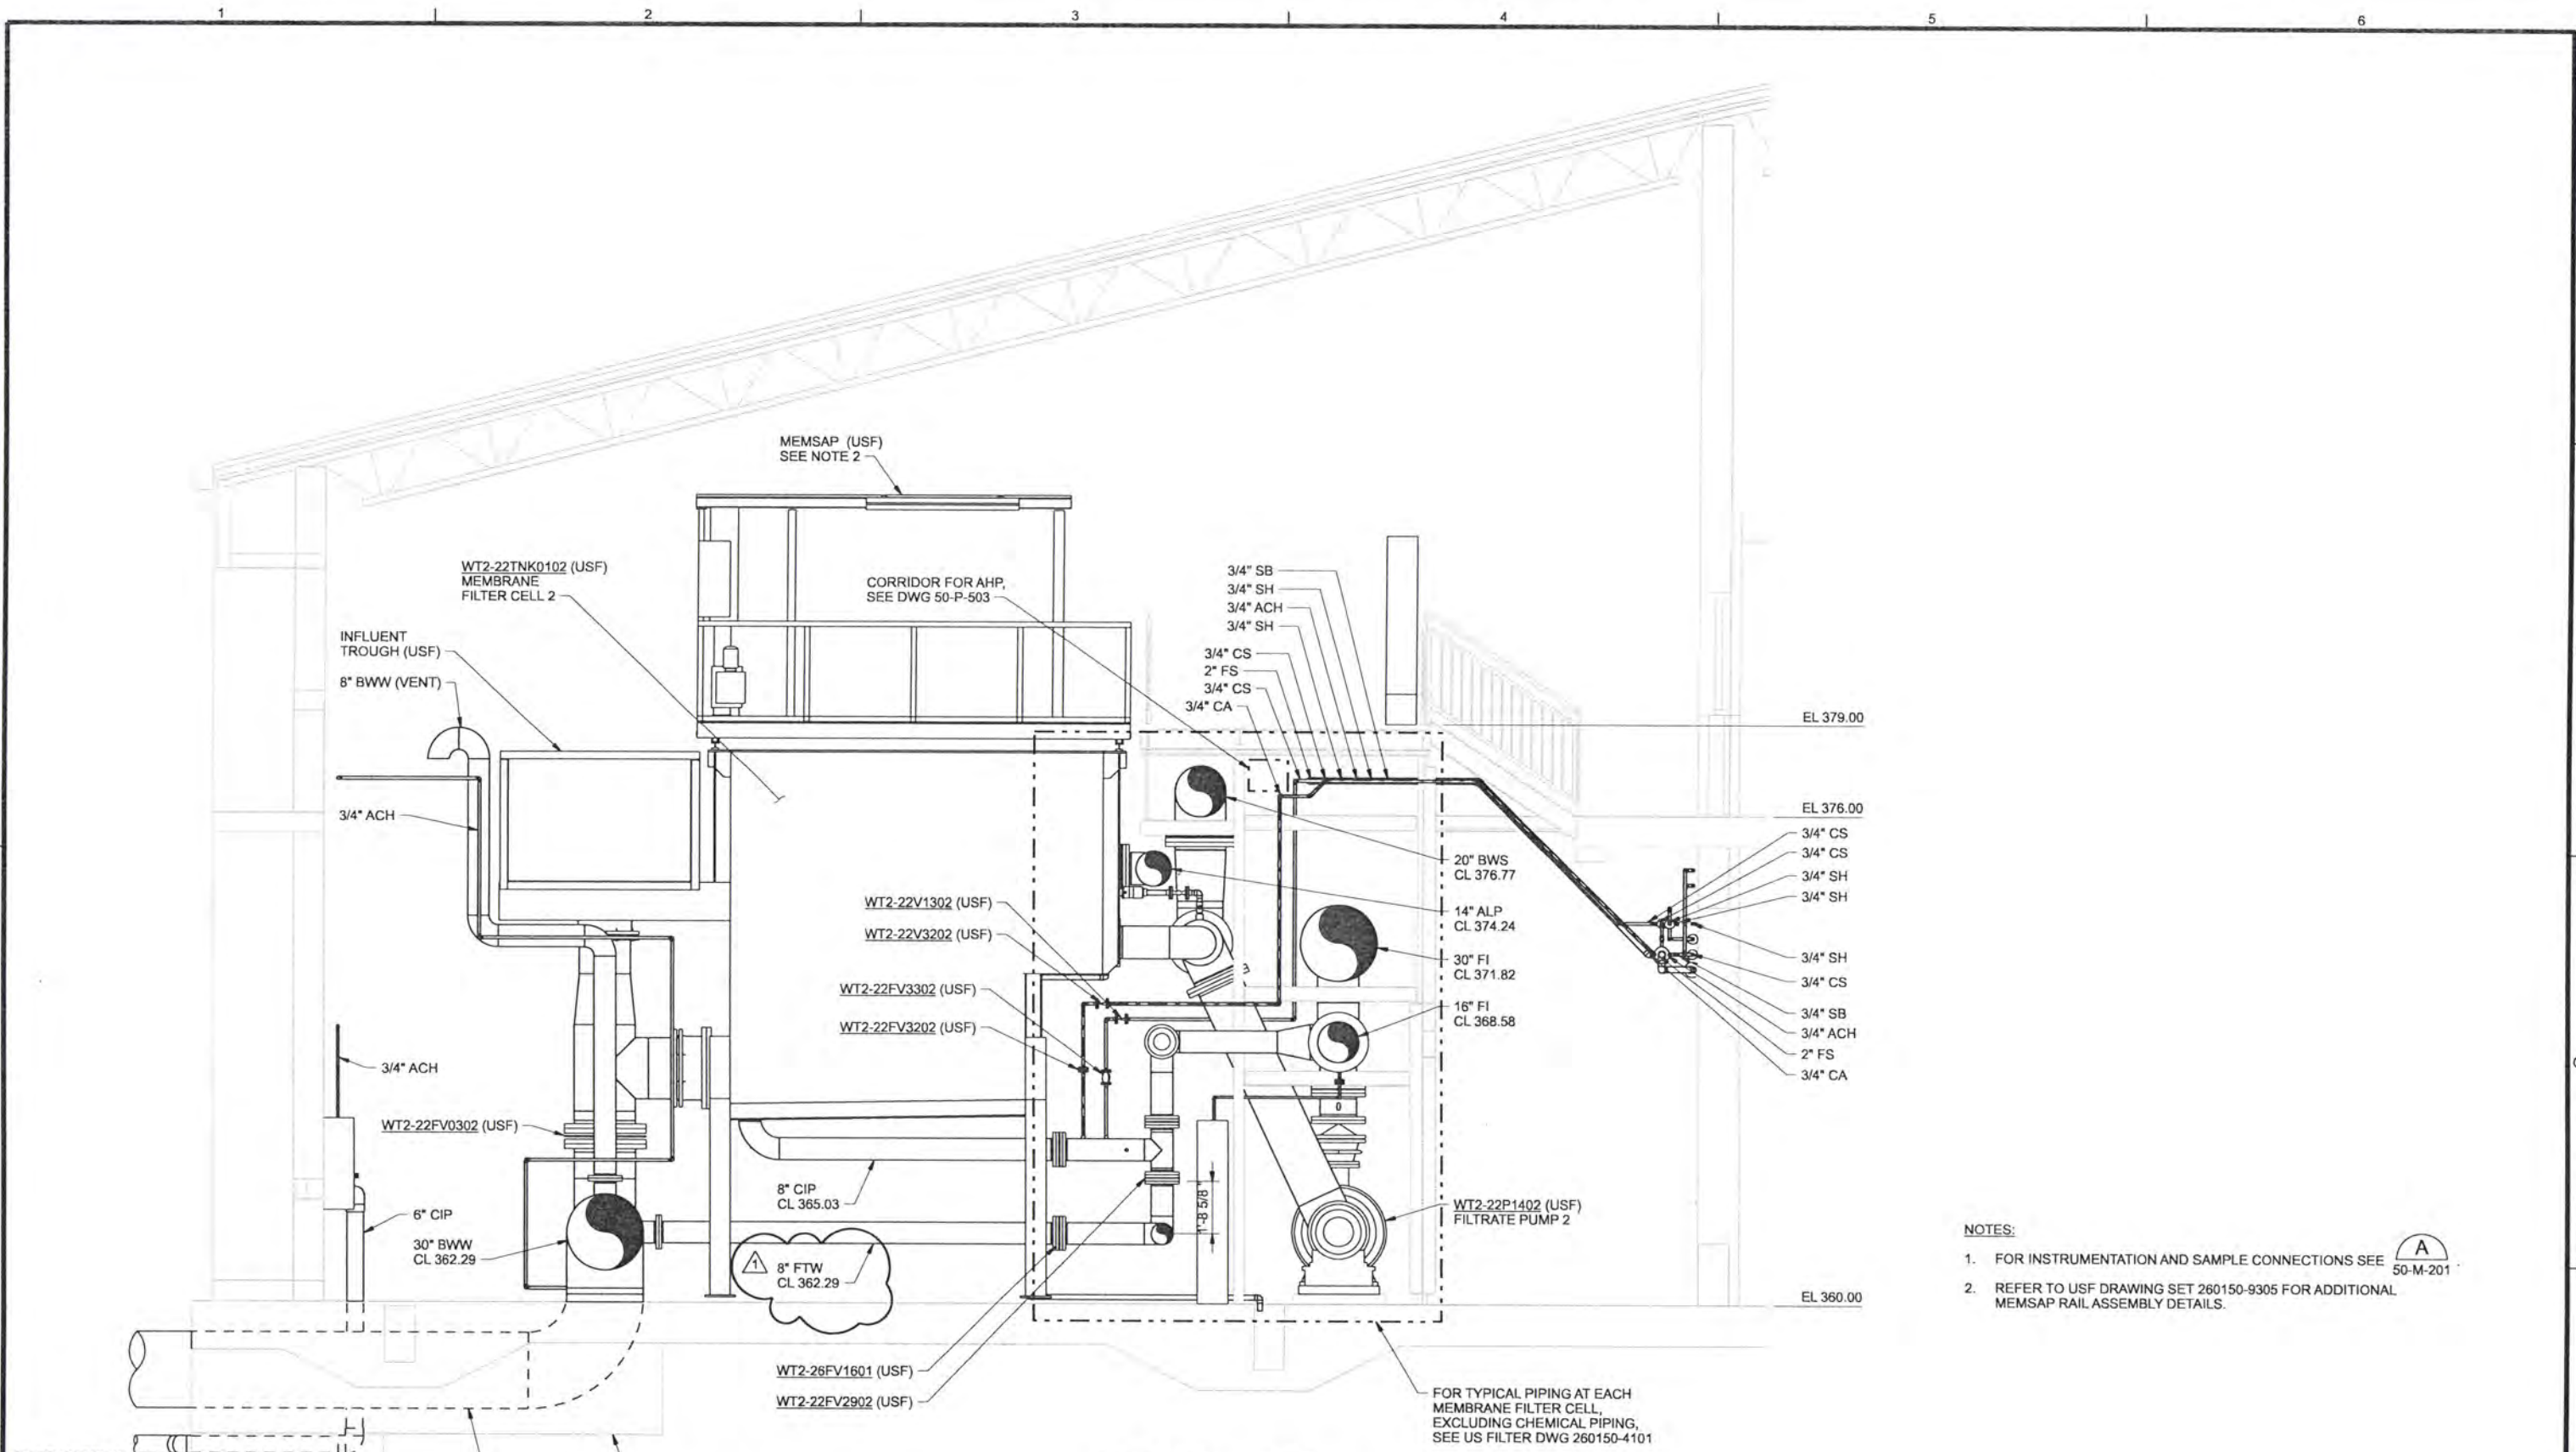 1 2 3 4 5 6
MEMSAP (USF)
SEE NOTE 2
WT2-22TNK0102 (USF)
MEMBRANE
FILTER CELL 2
CORRIDOR FOR AHP,
SEE DWG 50-P-503
INFLUENT
TROUGH (USF)
8" BWW (VENT)
3/4" ACH
3/4" SB
3/4" SH
3/4" ACH
3/4" SH
3/4" CS
2" FS
3/4" CS
3/4" CA
EL 379.00
EL 376.00
3/4" CS
3/4" CS
3/4" SH
3/4" SH
3/4" SH
3/4" CS
3/4" SB
3/4" ACH
2" FS
3/4" CA
20" BWS
CL 376.77
14" ALP
CL 374.24
30" FI
CL 371.82
16" FI
CL 368.58
WT2-22V1302 (USF)
WT2-22V3202 (USF)
WT2-22FV3302 (USF)
WT2-22FV3202 (USF)
3/4" ACH
WT2-22FV0302 (USF)
6" CIP
30" BWW
CL 362.29
8" CIP
CL 365.03
1
8" FTW
CL 362.29
1'-8 5/8"
WT2-22P1402 (USF)
FILTRATE PUMP 2
EL 360.00
WT2-26FV1601 (USF)
WT2-22FV2902 (USF)
FOR TYPICAL PIPING AT EACH
MEMBRANE FILTER CELL,
EXCLUDING CHEMICAL PIPING,
SEE US FILTER DWG 260150-4101
NOTES:
1. FOR INSTRUMENTATION AND SAMPLE CONNECTIONS SEE A
50-M-201
2. REFER TO USF DRAWING SET 260150-9305 FOR ADDITIONAL
MEMSAP RAIL ASSEMBLY DETAILS.